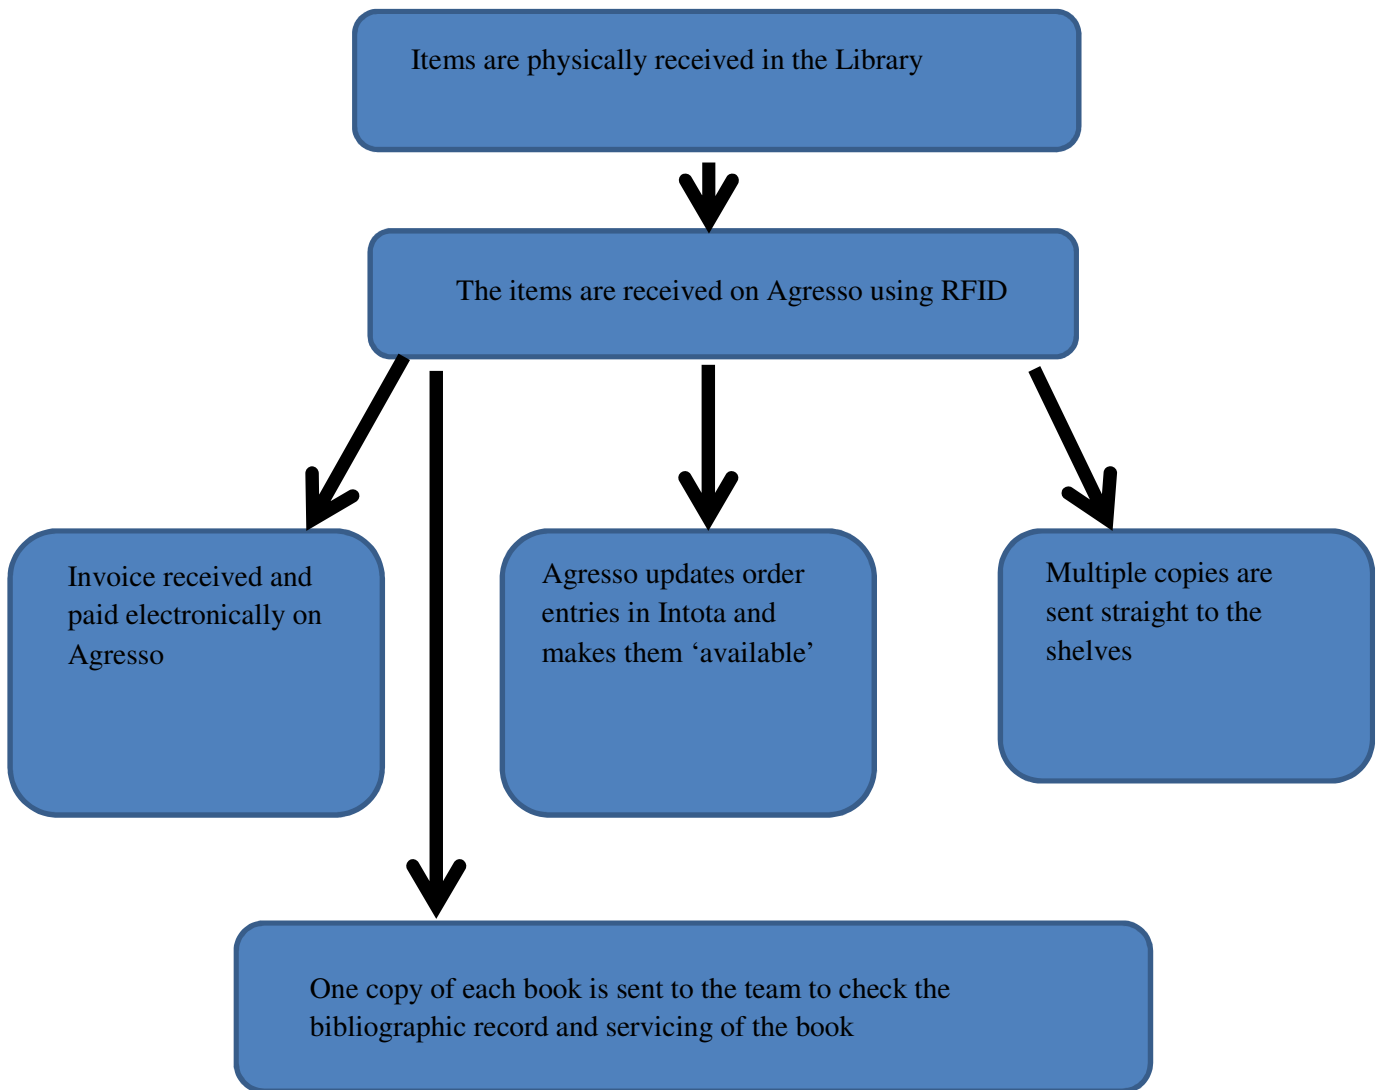 Items are physically received in the Library
The items are received on Agresso using RFID
Invoice received and
paid electronically on
Agresso
Agresso updates order
entries in Intota and
makes them ‘available’
Multiple copies are
sent straight to the
shelves
One copy of each book is sent to the team to check the
bibliographic record and servicing of the book